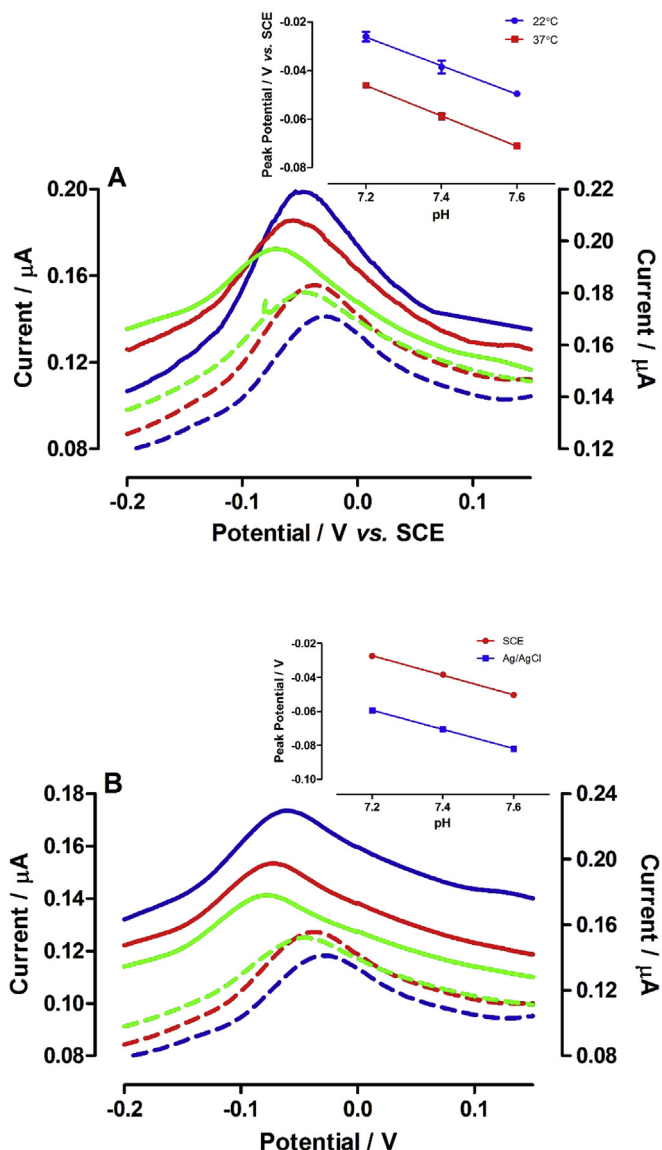 -0.02
-0.04
-0.06
-0.08
Peak Potential / V vs. SCE
22°C
37°C
7.2 7.4 7.6
pH
A
0.20
0.16
0.12
0.08
Current / μA
0.22
0.20
0.18
0.16
0.14
0.12
Current / μA
-0.2 -0.1 0.0 0.1
Potential / V vs. SCE
-0.02
-0.04
-0.06
-0.08
-0.10
Peak Potential / V
SCE
Ag/AgCl
7.2 7.4 7.6
pH
B
0.18
0.16
0.14
0.12
0.10
0.08
Current / μA
0.24
0.20
0.16
0.12
0.08
Current / μA
-0.2 -0.1 0.0 0.1
Potential / V